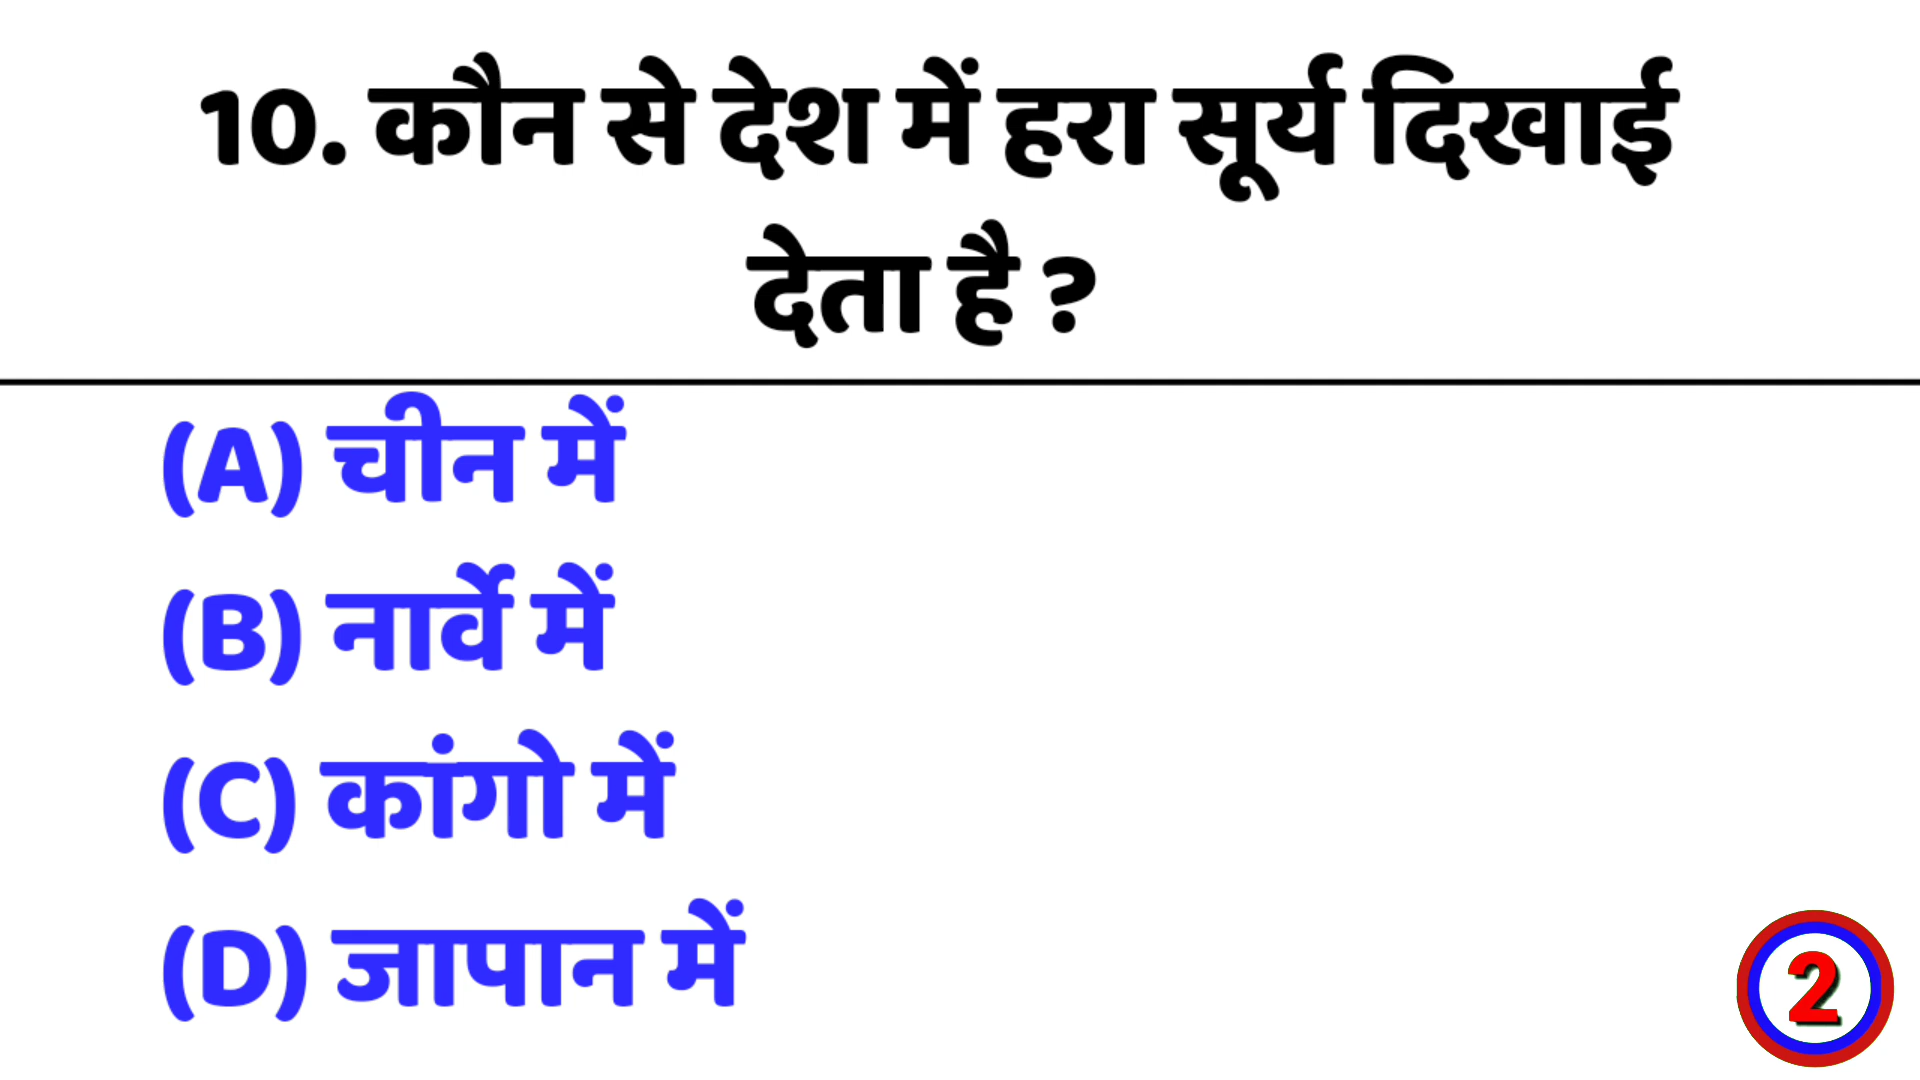 10. कौन से देश में हरा सूर्य दिखाई
देता है ?
(A) चीन में
(B) नार्वे में
(C) कांगो में
(D) जापान में
2